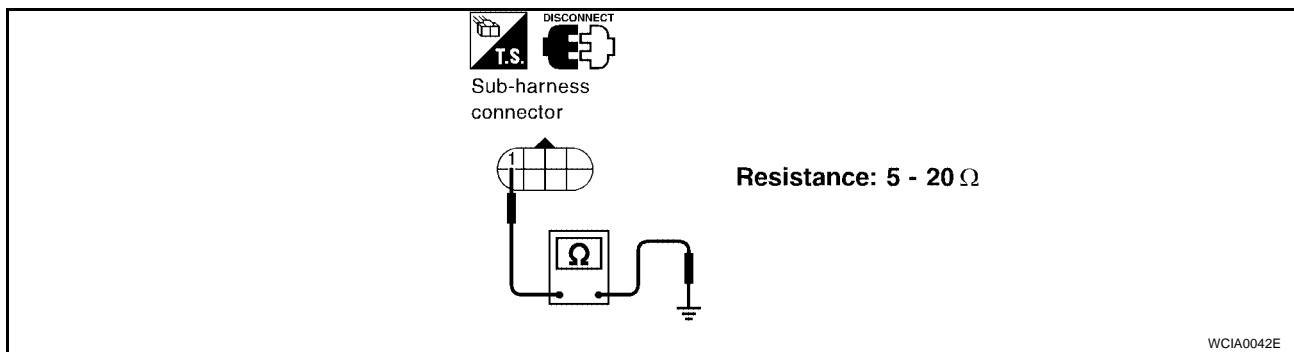 DISCONNECT
T.S.
Sub-harness
connector
1
Resistance: 5 - 20 Ω
Ω
WCIA0042E